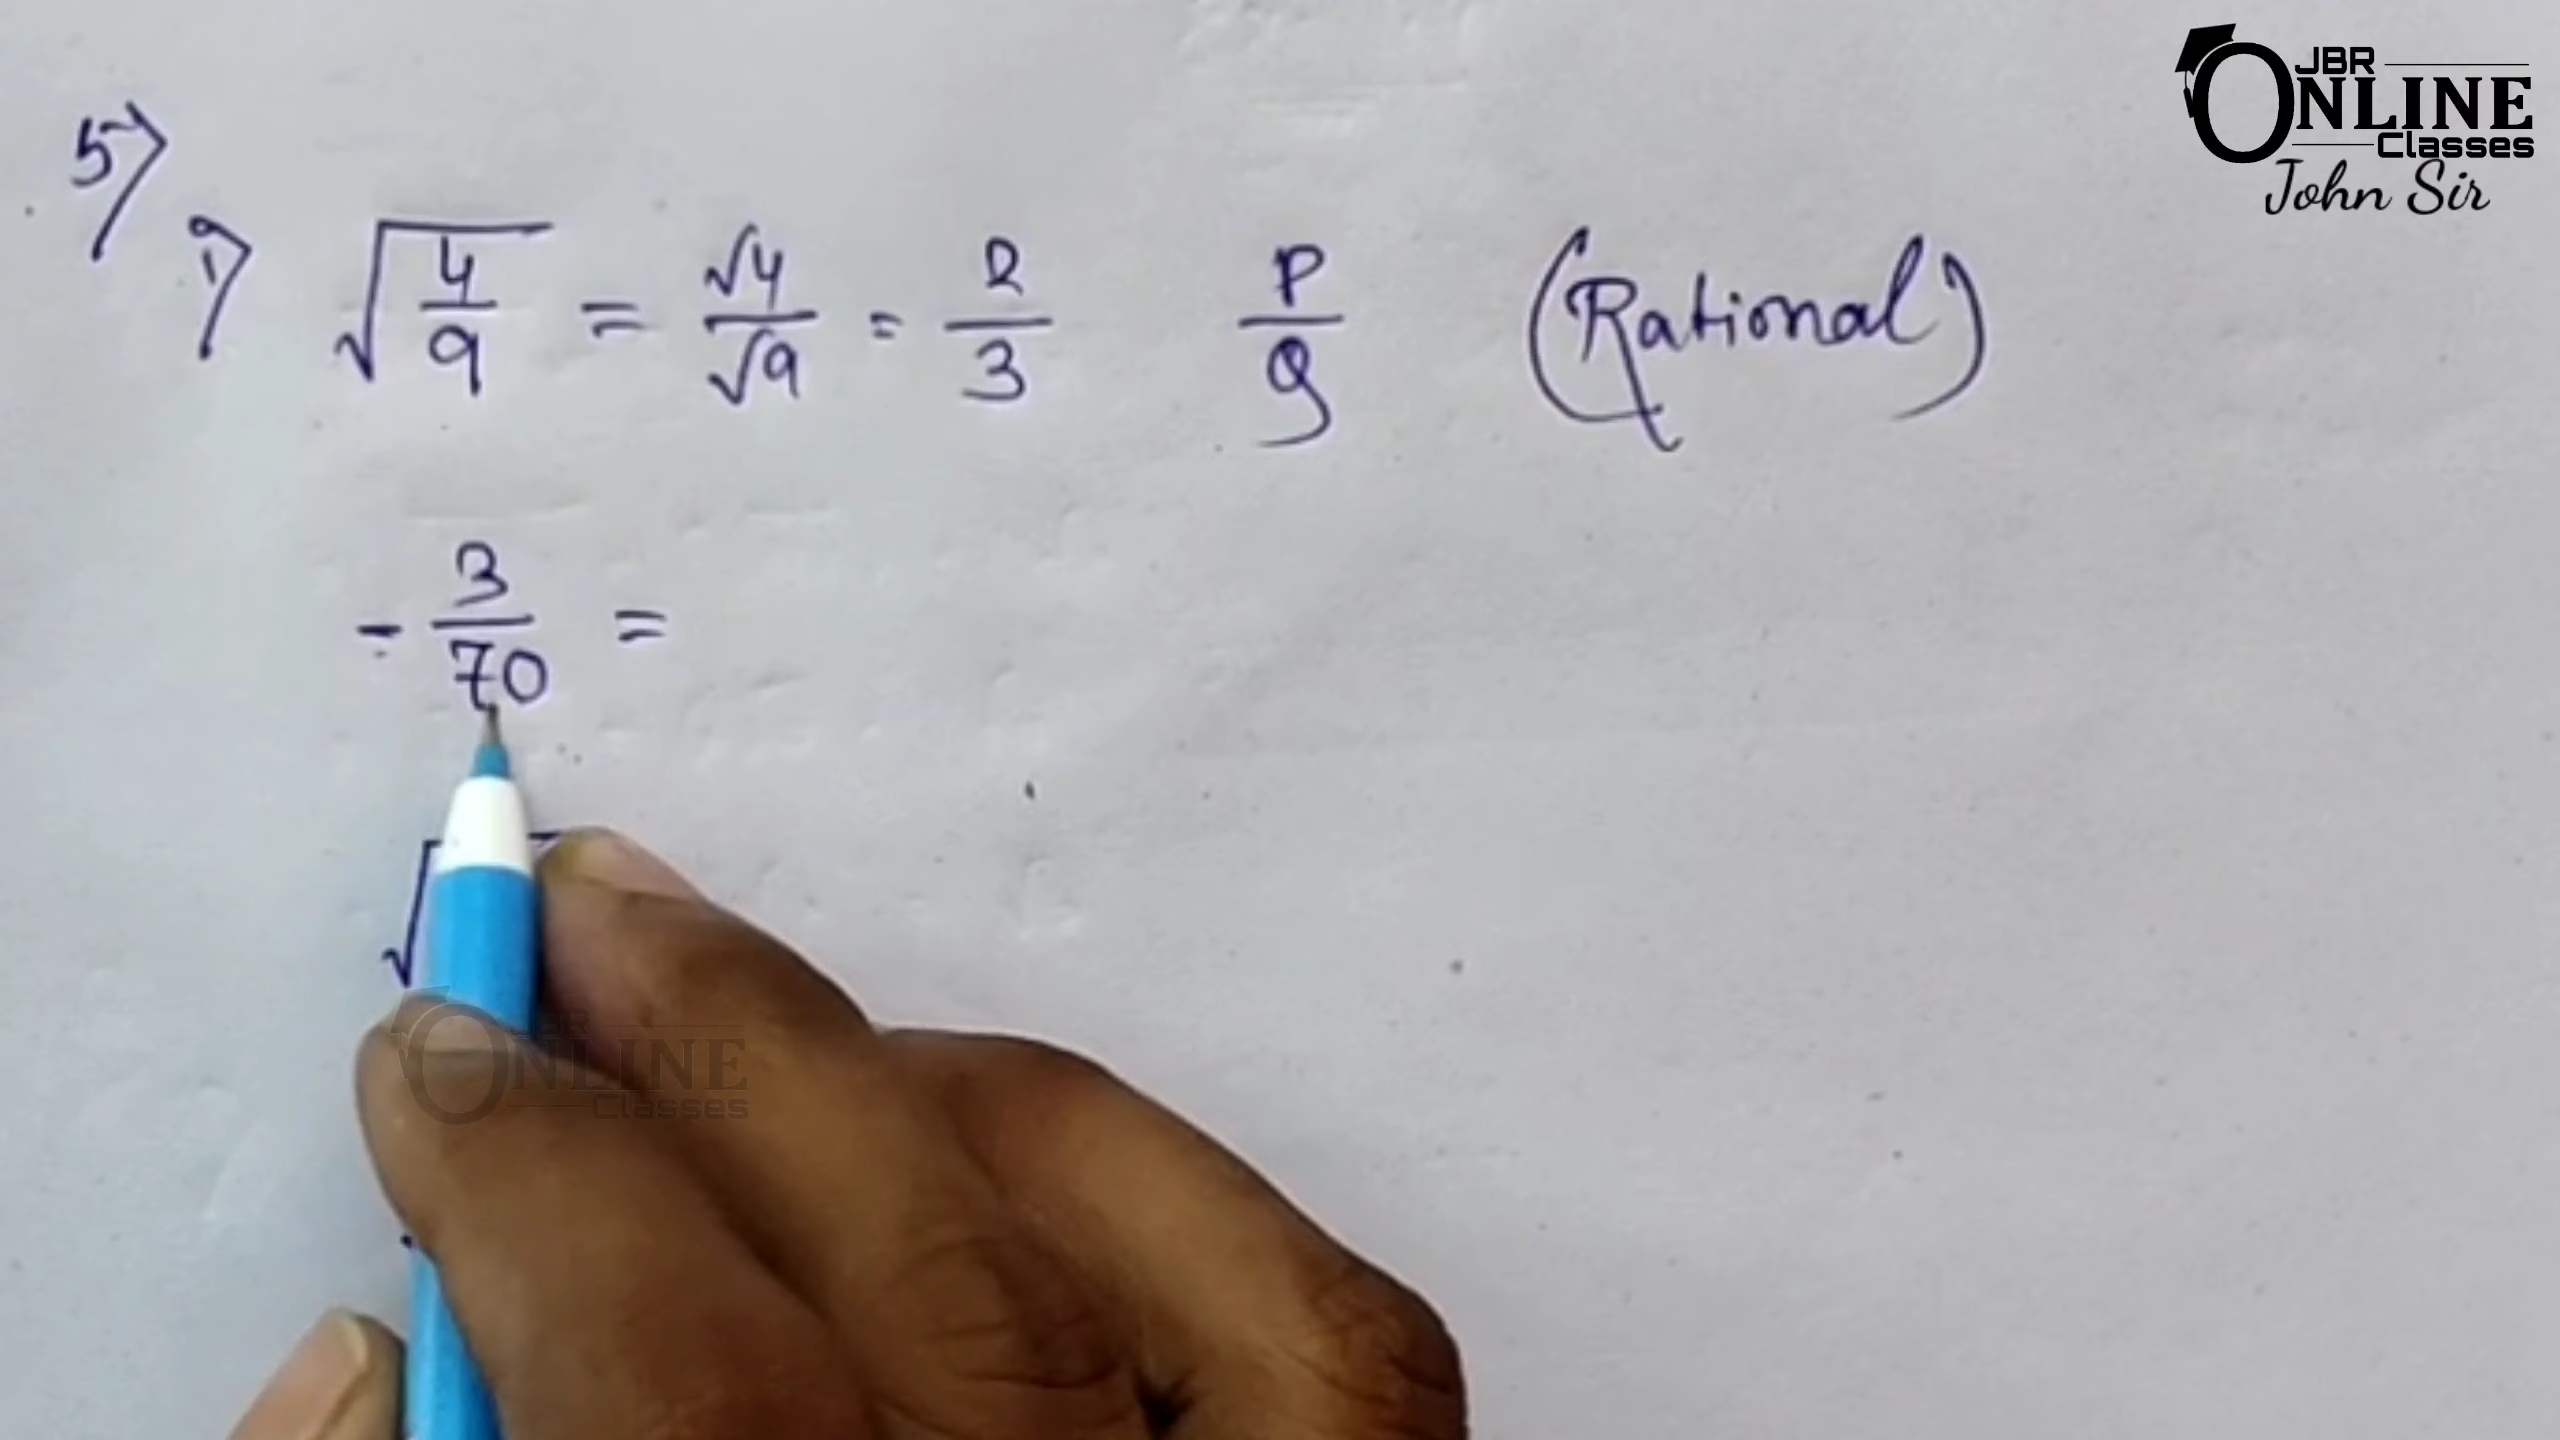 JBR
ONLINE
Classes
John Sir
5)
i) √(4/9) = √4/√9 = 2/3 P/Q (Rational)
- 3/70 =
√
JBR
ONLINE
Classes